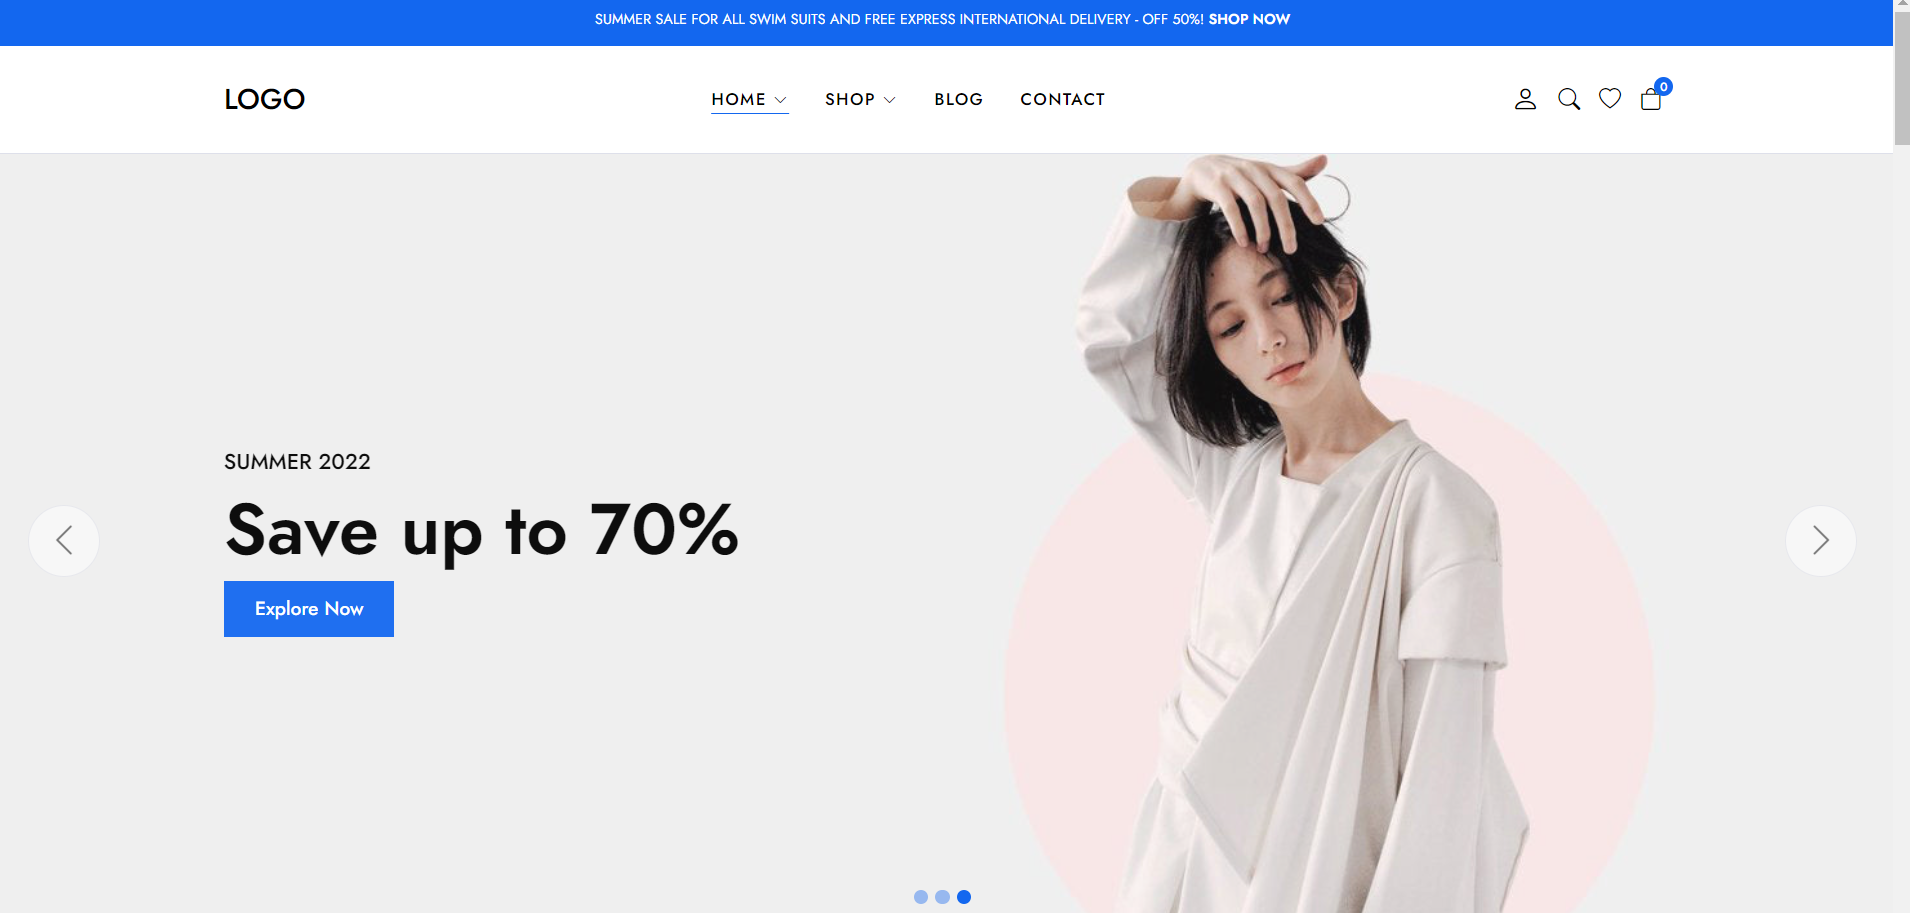 SUMMER SALE FOR ALL SWIM SUITS AND FREE EXPRESS INTERNATIONAL DELIVERY - OFF 50%! SHOP NOW
LOGO
HOME SHOP BLOG CONTACT
0
SUMMER 2022
Save up to 70%
Explore Now